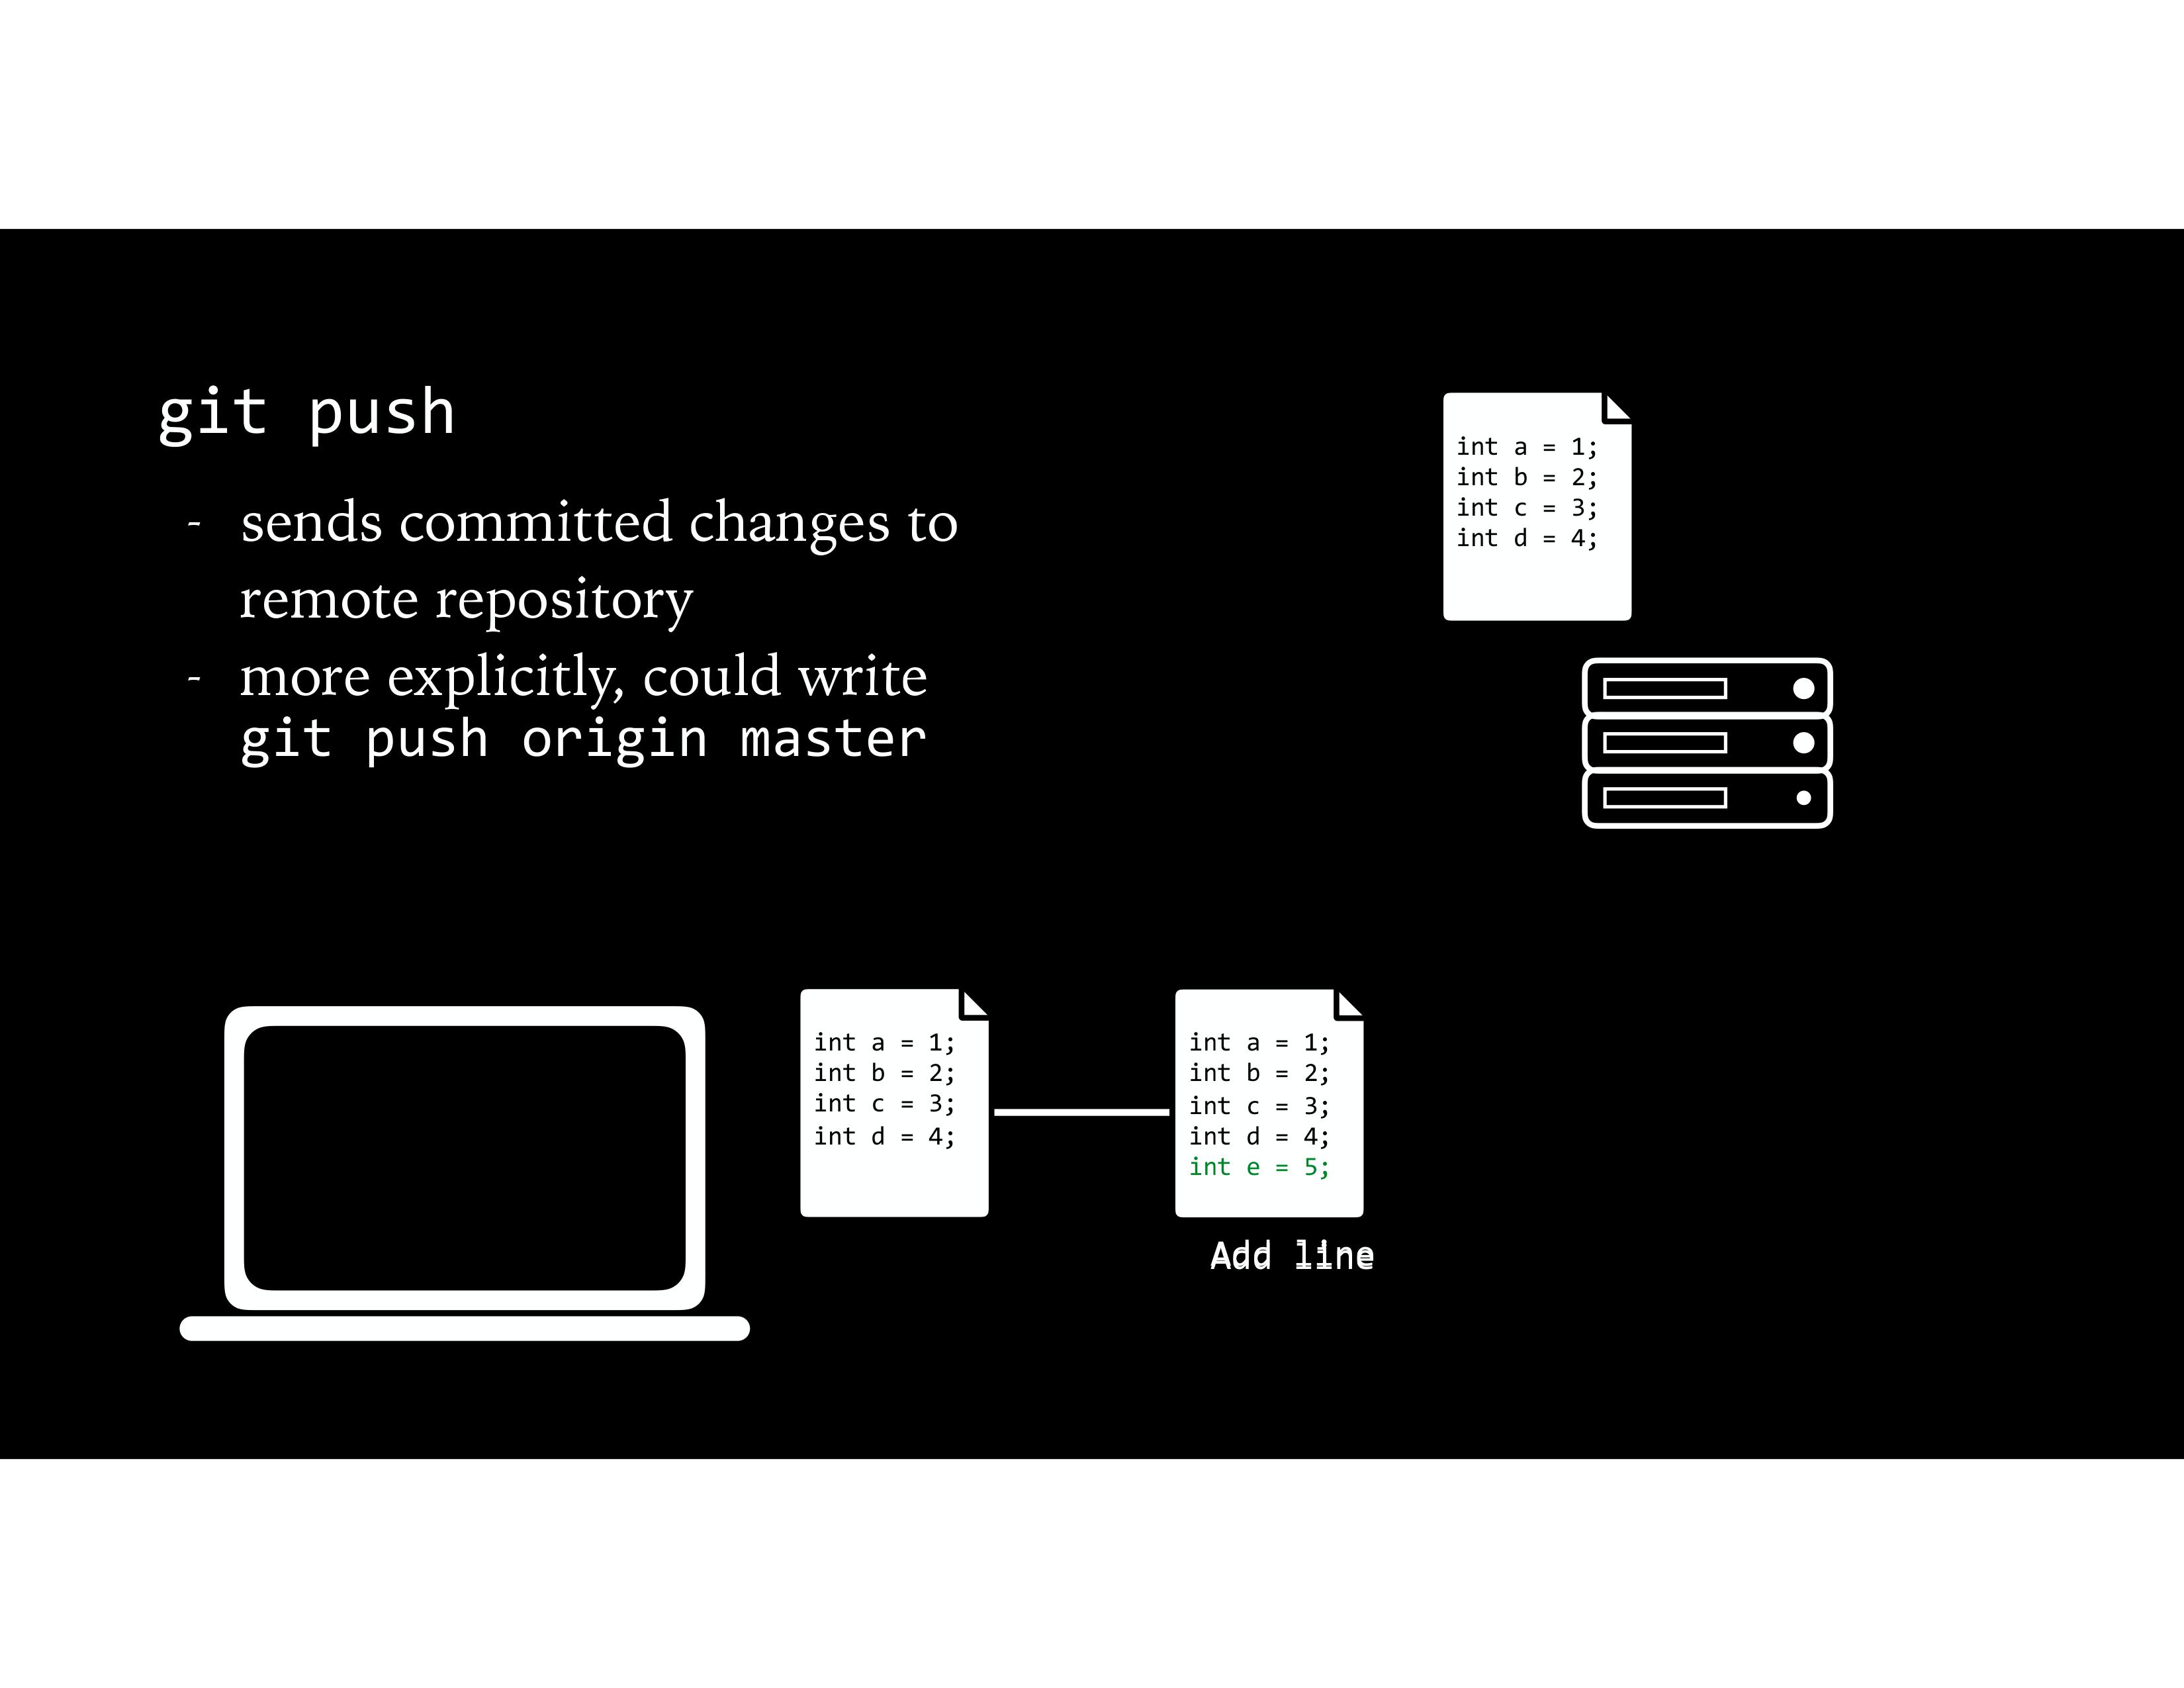 git push
- sends committed changes to
remote repository
- more explicitly, could write
git push origin master
int a = 1;
int b = 2;
int c = 3;
int d = 4;
int a = 1;
int b = 2;
int c = 3;
int d = 4;
int a = 1;
int b = 2;
int c = 3;
int d = 4;
int e = 5;
Add line